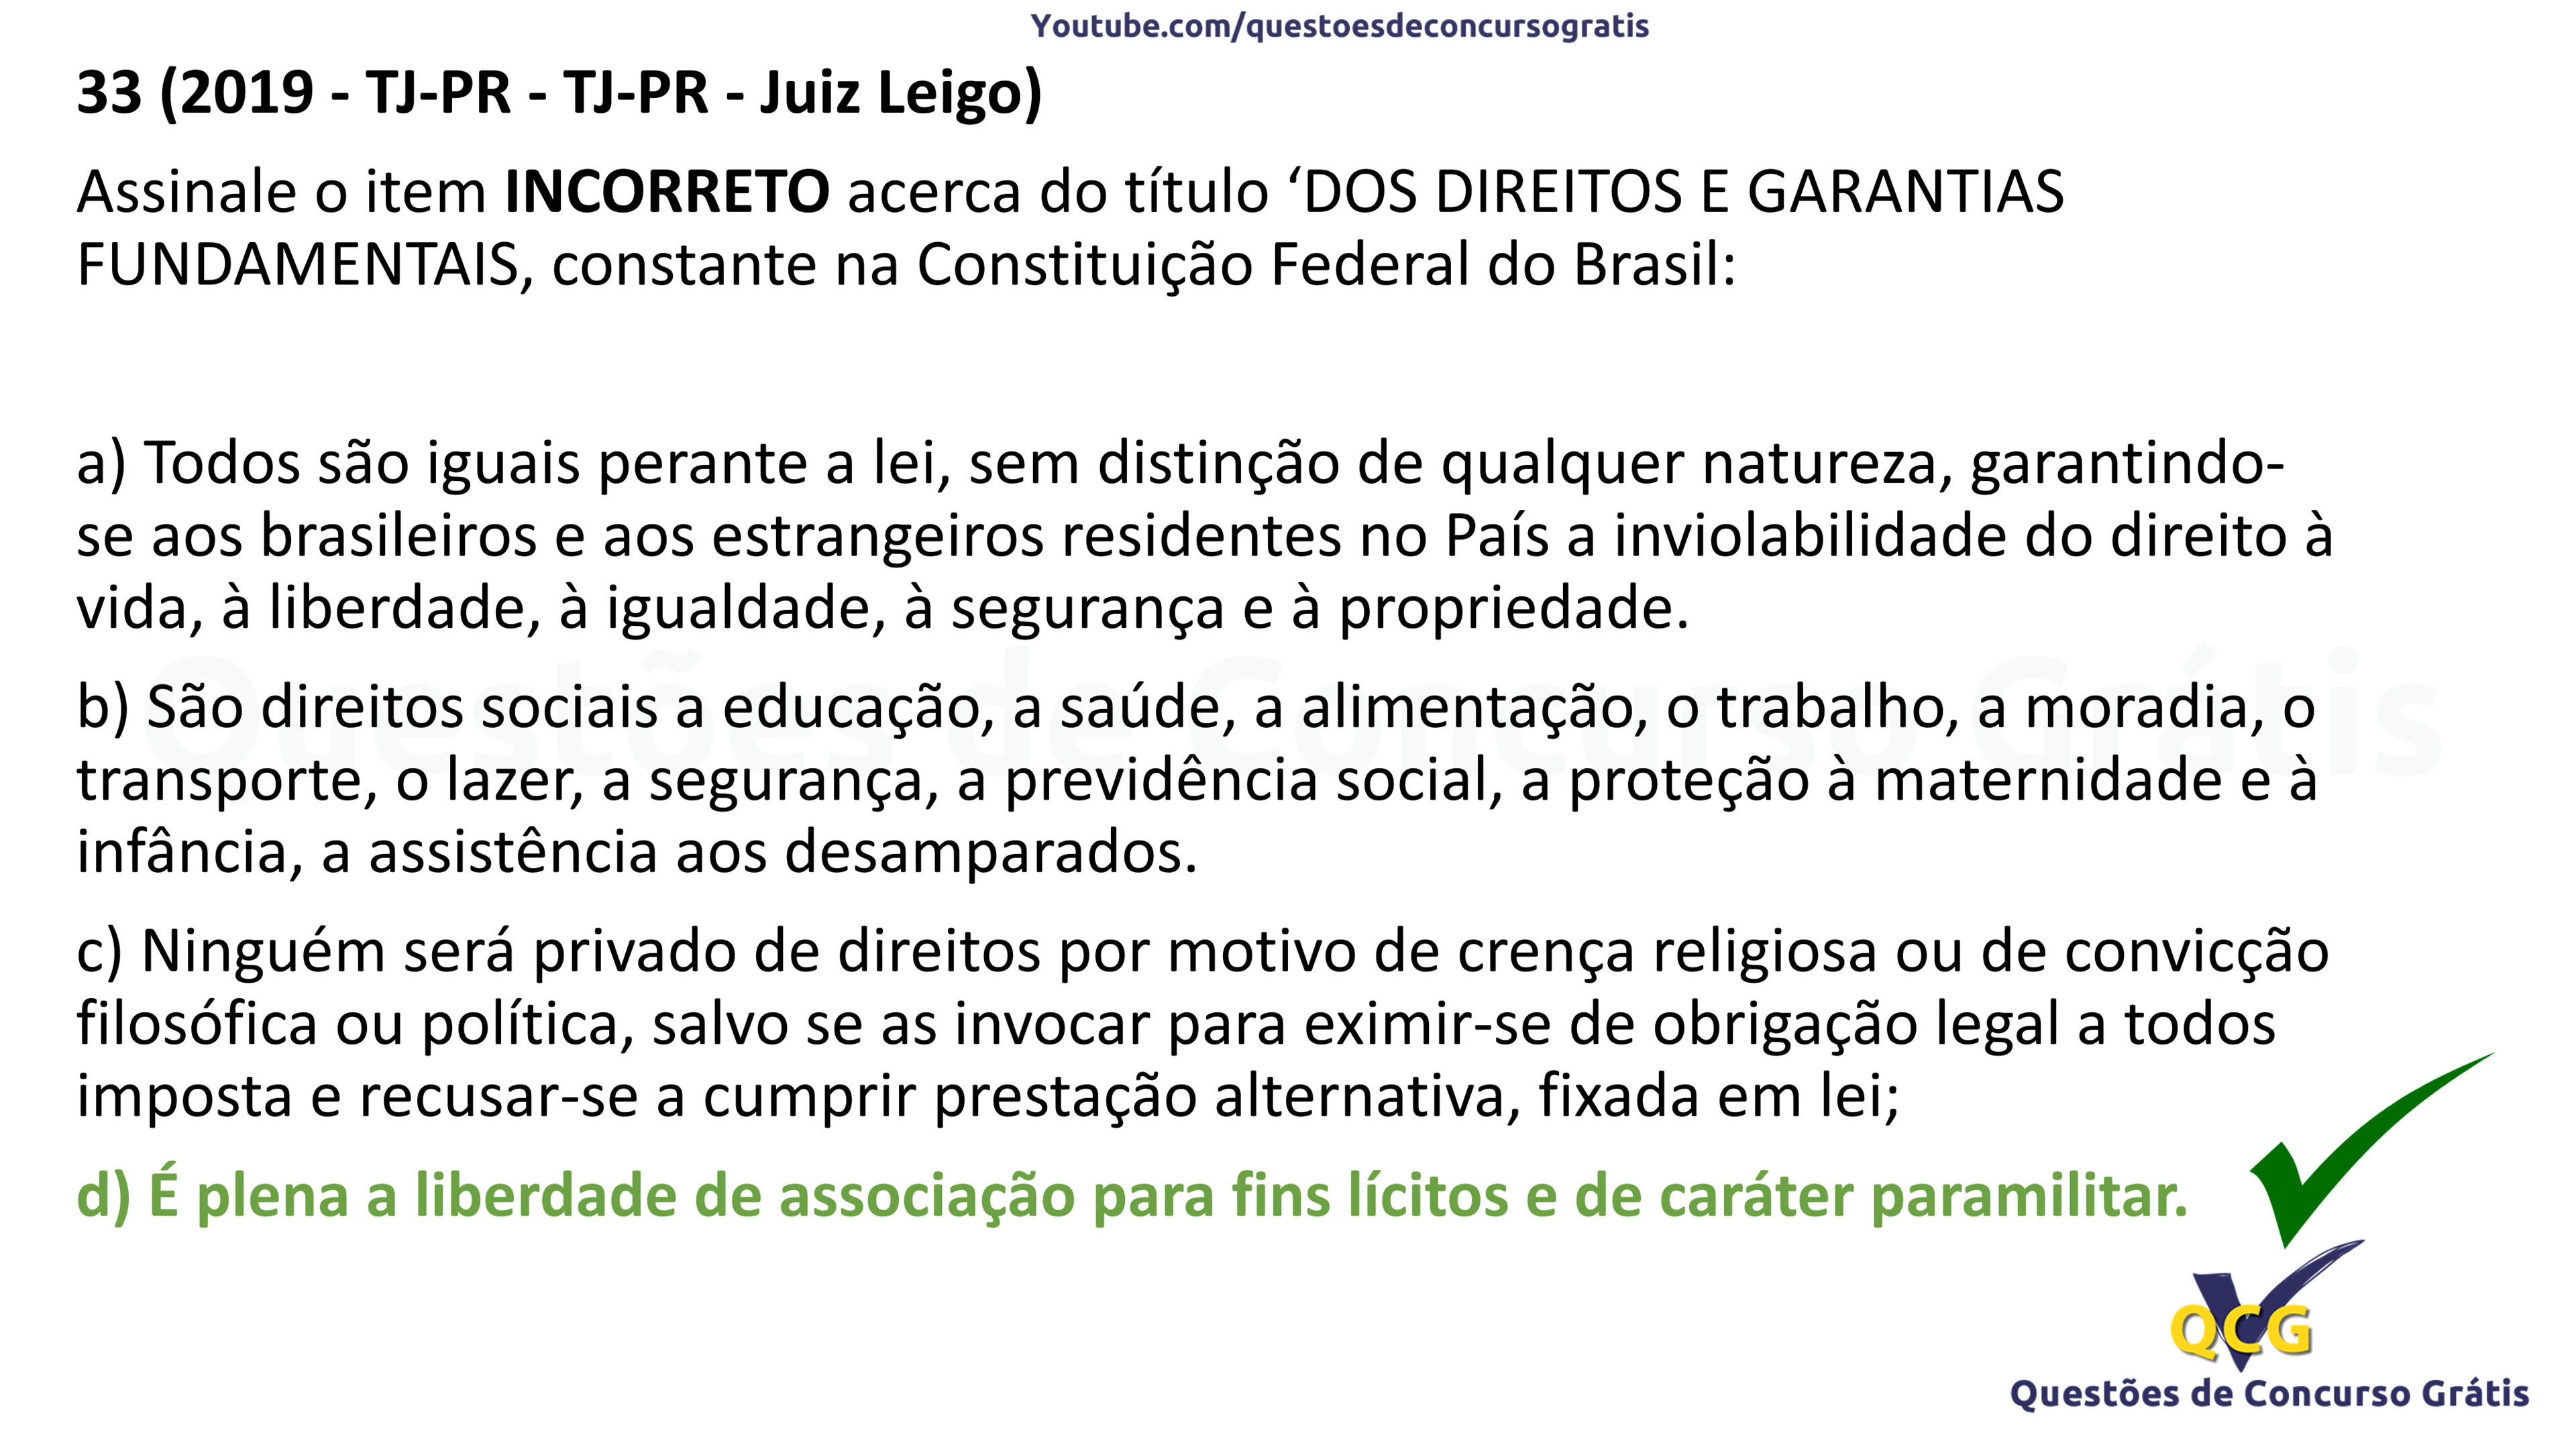 Youtube.com/questoesdeconcursogratis
33 (2019 - TJ-PR - TJ-PR - Juiz Leigo)
Assinale o item INCORRETO acerca do título ‘DOS DIREITOS E GARANTIAS
FUNDAMENTAIS, constante na Constituição Federal do Brasil:
a) Todos são iguais perante a lei, sem distinção de qualquer natureza, garantindo-
se aos brasileiros e aos estrangeiros residentes no País a inviolabilidade do direito à
vida, à liberdade, à igualdade, à segurança e à propriedade.
Questões de Concurso Grátis
b) São direitos sociais a educação, a saúde, a alimentação, o trabalho, a moradia, o
transporte, o lazer, a segurança, a previdência social, a proteção à maternidade e à
infância, a assistência aos desamparados.
c) Ninguém será privado de direitos por motivo de crença religiosa ou de convicção
filosófica ou política, salvo se as invocar para eximir-se de obrigação legal a todos
imposta e recusar-se a cumprir prestação alternativa, fixada em lei;
d) É plena a liberdade de associação para fins lícitos e de caráter paramilitar.
QCG
Questões de Concurso Grátis